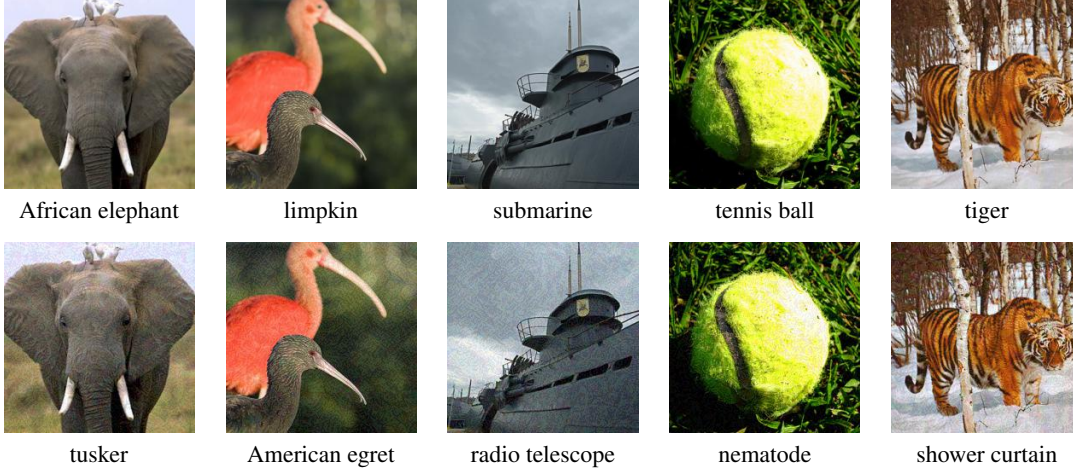 African elephant
limpkin
submarine
tennis ball
tiger
tusker
American egret
radio telescope
nematode
shower curtain